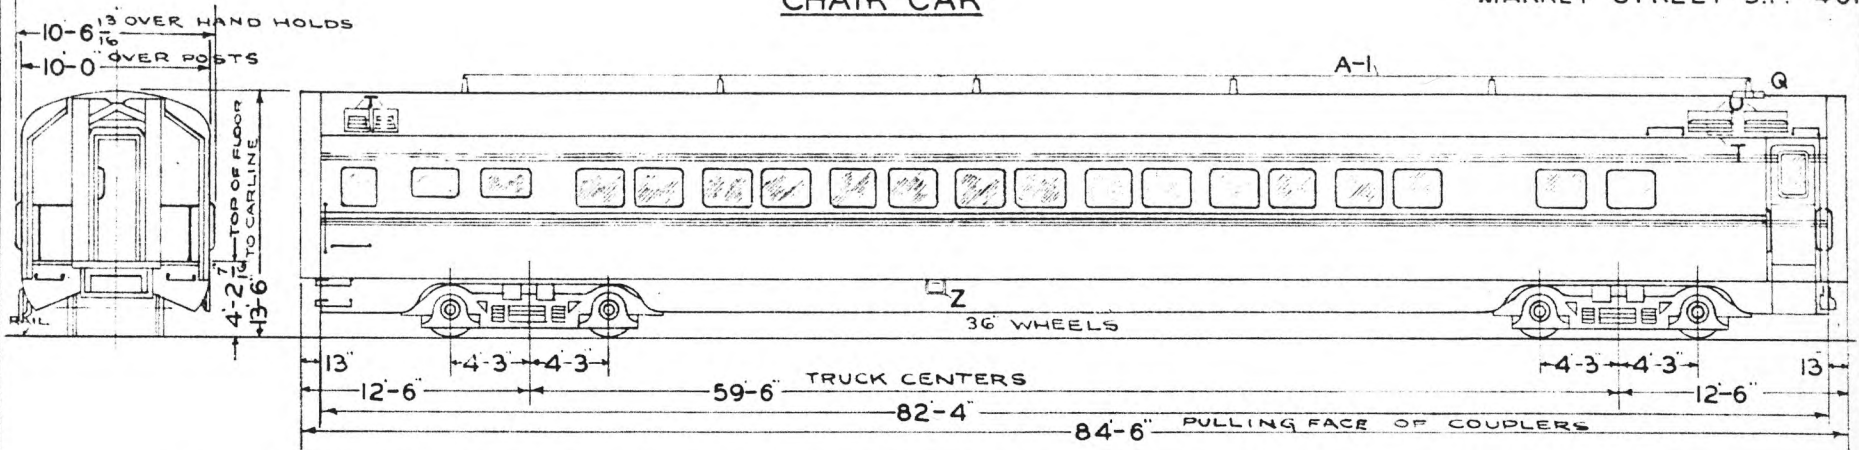 CHAIR CAR
10-6 13/16" OVER HAND HOLDS
10'-0" OVER POSTS
A-1
Q
T
U
T
TOP OF FLOOR
TO CARLINE
4'-2 7/16"
13'-6"
RAIL
Z
36" WHEELS
13"
4'-3"
4'-3"
4'-3"
4'-3"
13"
12'-6"
59'-6"
TRUCK CENTERS
12'-6"
82'-4"
84'-6" PULLING FACE OF COUPLERS